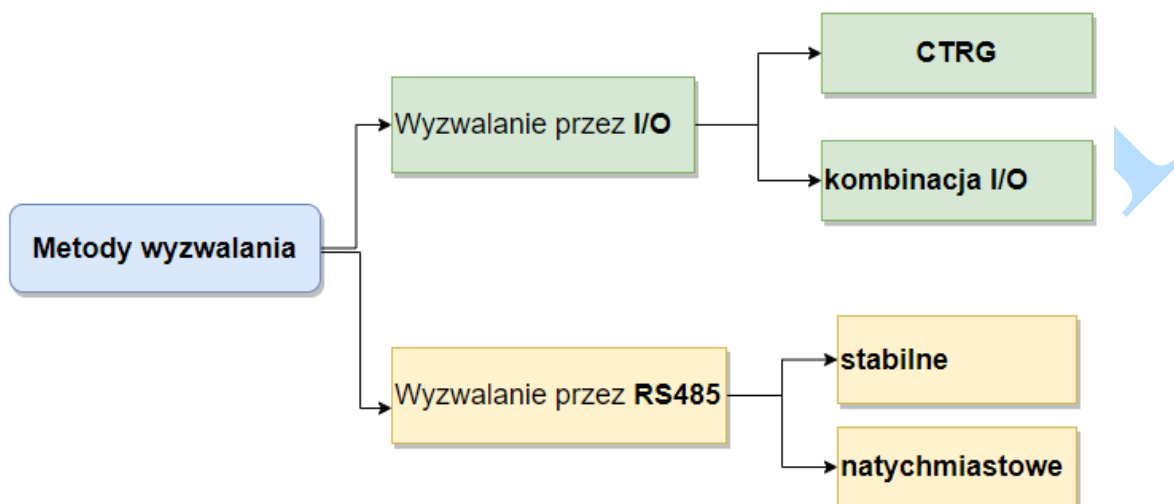 CTRG
Wyzwalanie przez I/O
kombinacja I/O
Metody wyzwalania
stabilne
Wyzwalanie przez RS485
natychmiastowe